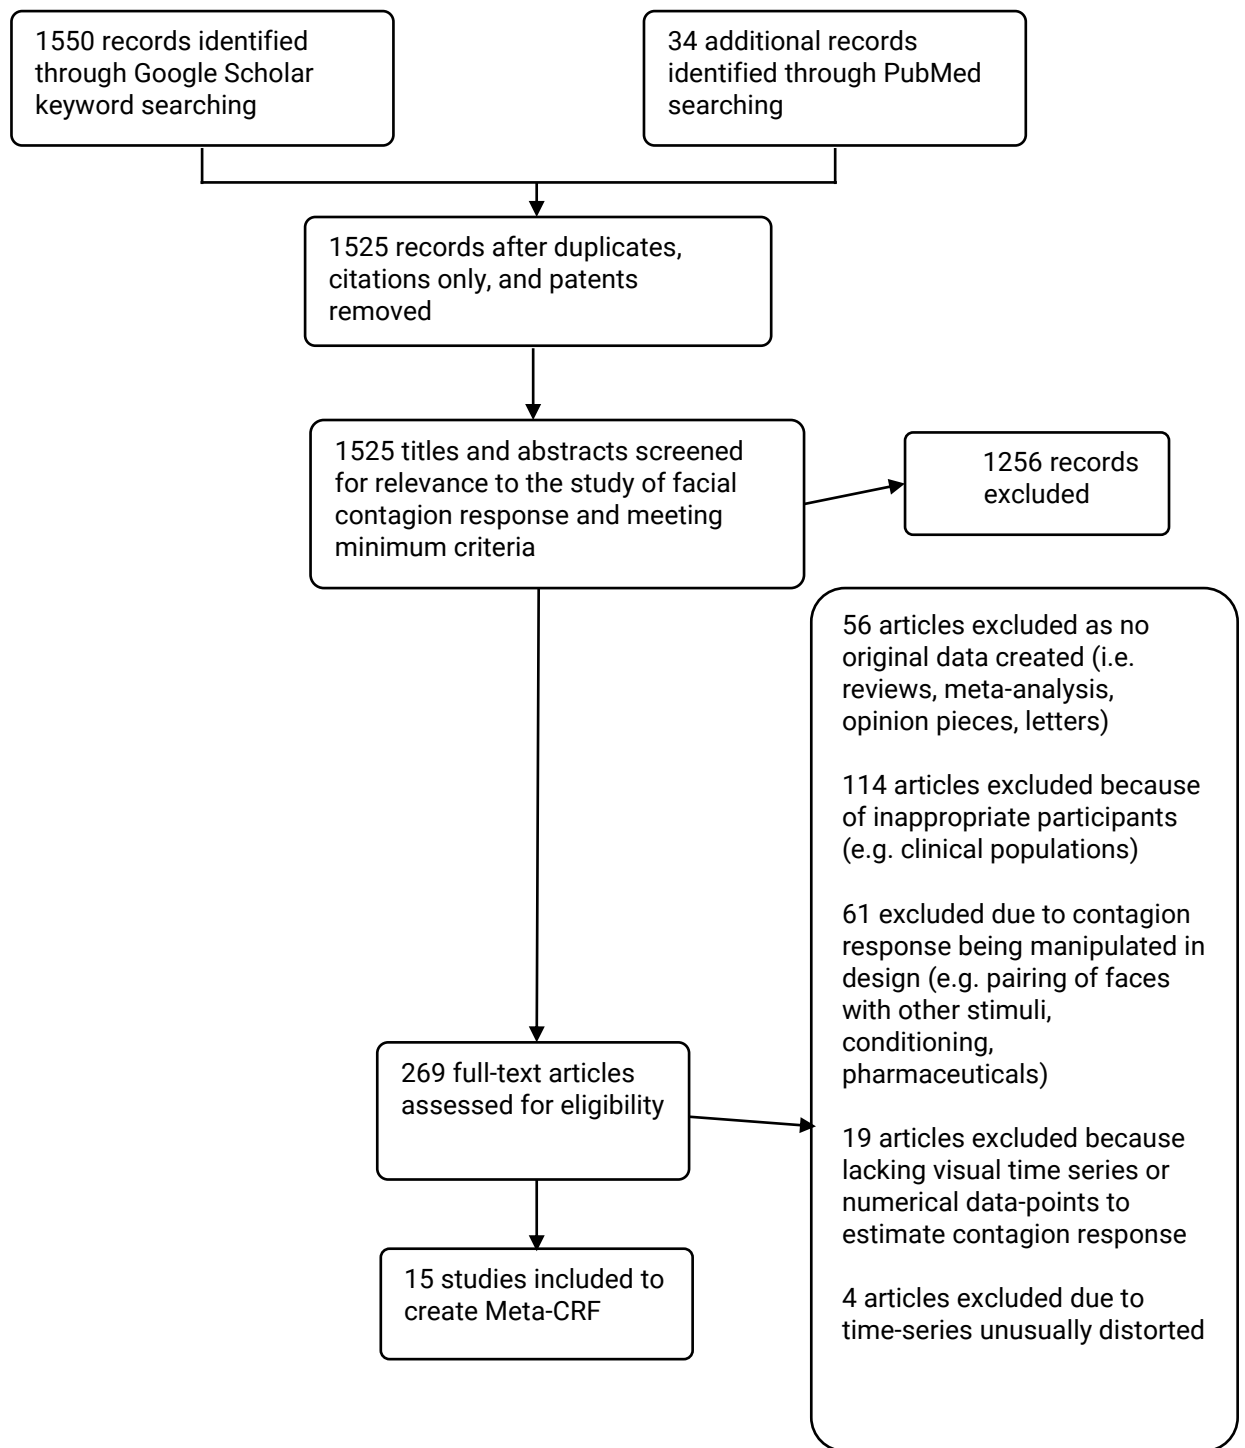 1550 records identified
through Google Scholar
keyword searching
34 additional records
identified through PubMed
searching
1525 records after duplicates,
citations only, and patents
removed
1525 titles and abstracts screened
for relevance to the study of facial
contagion response and meeting
minimum criteria
1256 records
excluded
56 articles excluded as no
original data created (i.e.
reviews, meta-analysis,
opinion pieces, letters)
114 articles excluded because
of inappropriate participants
(e.g. clinical populations)
61 excluded due to contagion
response being manipulated in
design (e.g. pairing of faces
with other stimuli,
conditioning,
pharmaceuticals)
19 articles excluded because
lacking visual time series or
numerical data-points to
estimate contagion response
4 articles excluded due to
time-series unusually distorted
269 full-text articles
assessed for eligibility
15 studies included to
create Meta-CRF